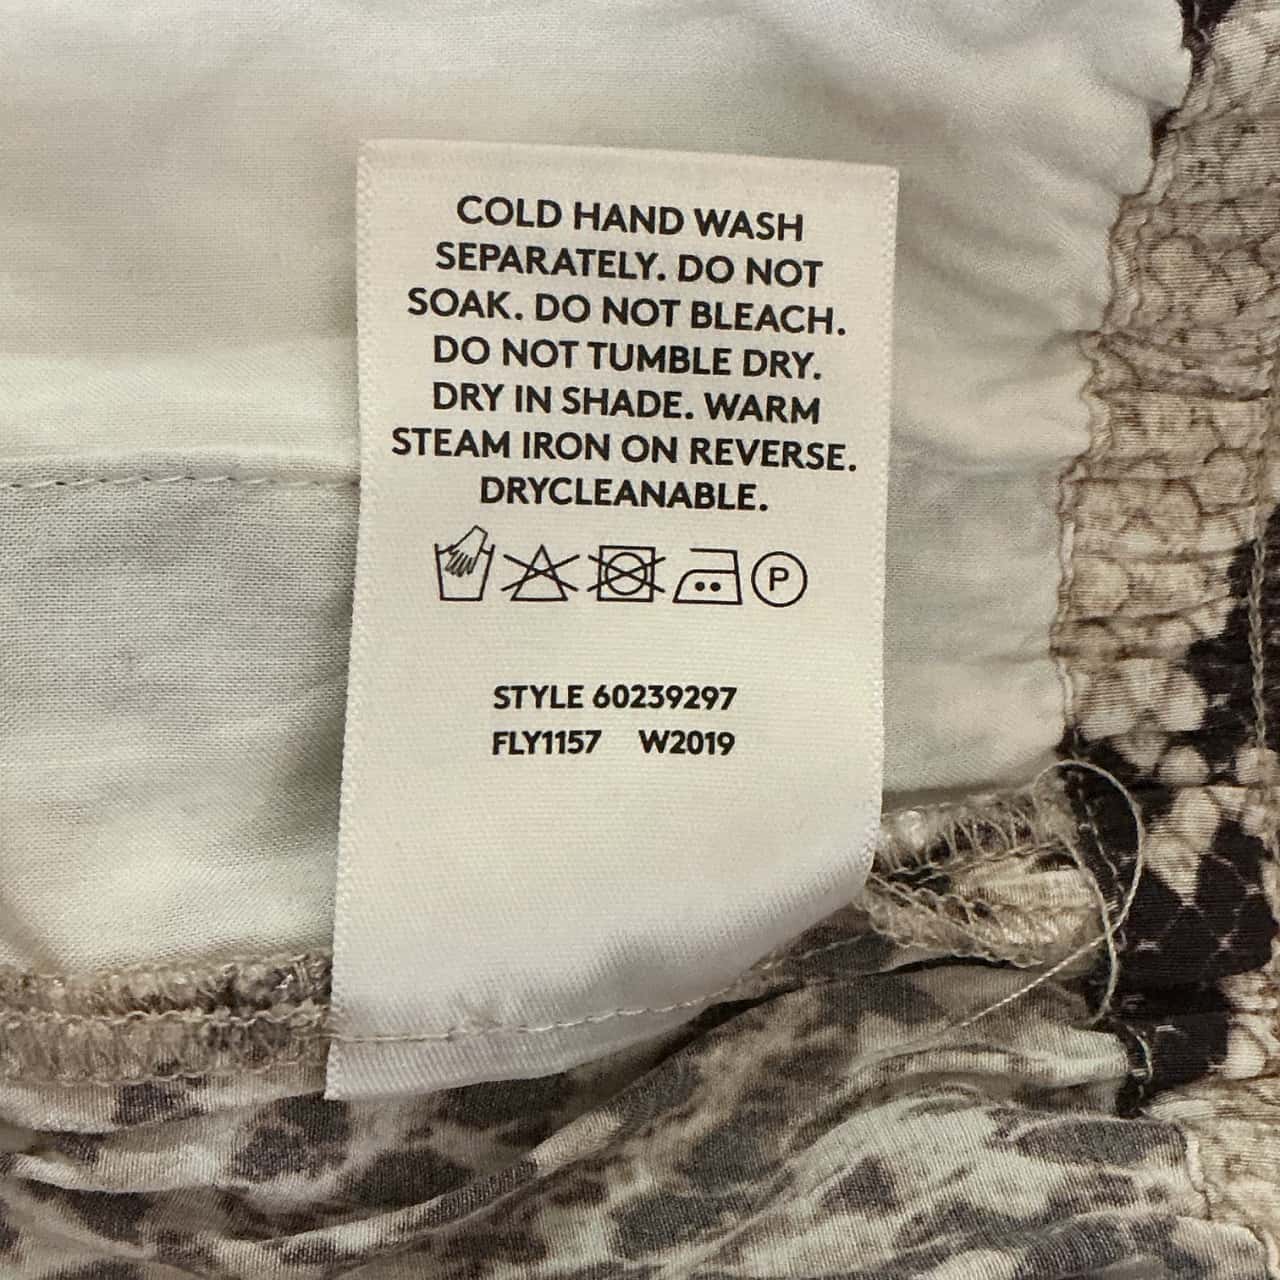 COLD HAND WASH
SEPARATELY. DO NOT
SOAK. DO NOT BLEACH.
DO NOT TUMBLE DRY.
DRY IN SHADE. WARM
STEAM IRON ON REVERSE.
DRYCLEANABLE.
P
STYLE 60239297
FLY1157 W2019